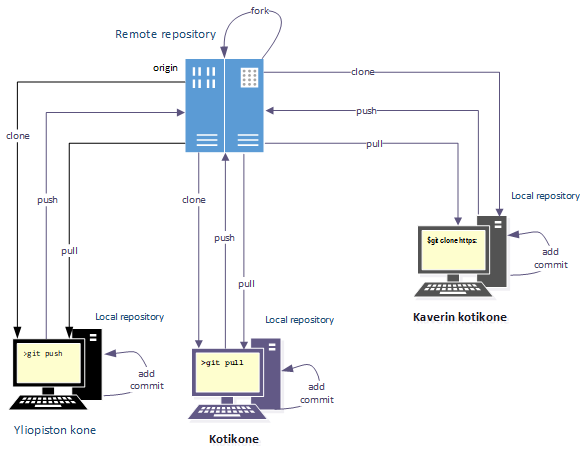 fork
Remote repository
origin
clone
push
clone
pull
push
clone
pull
push
pull
Local repository
$git clone https:
add
commit
Kaverin kotikone
Local repository
>git push
add
commit
Yliopiston kone
Local repository
>git pull
add
commit
Kotikone